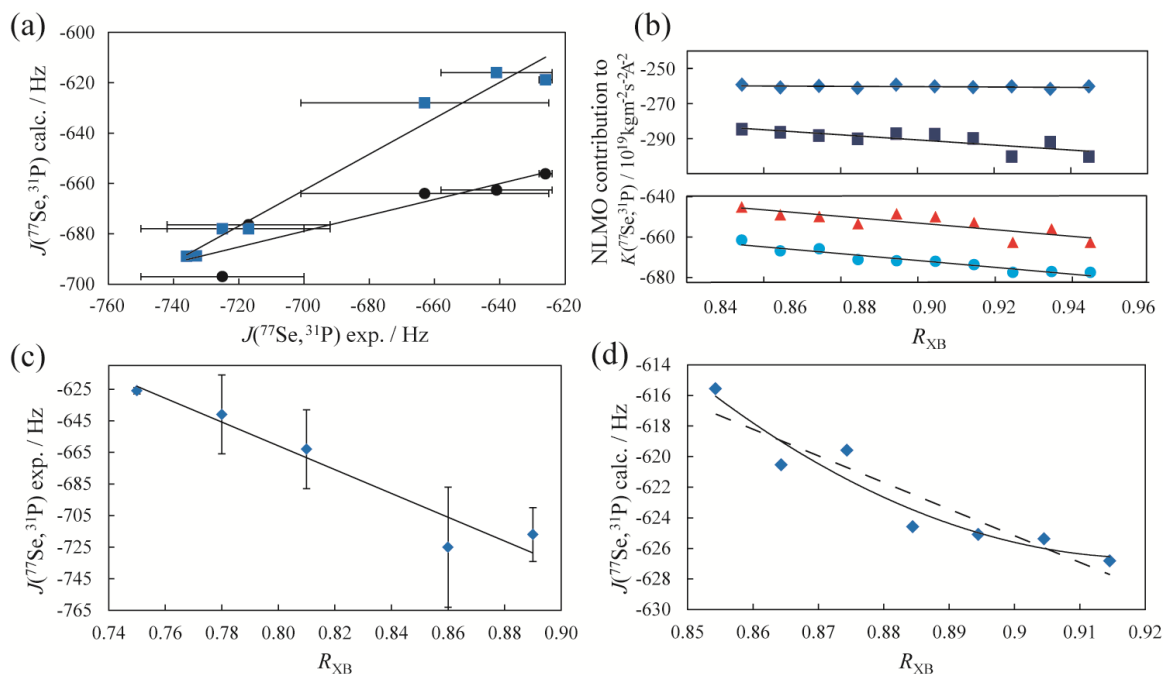 (a)
-600
-620
-640
-660
-680
-700
J(⁷⁷Se,³¹P) calc. / Hz
-760 -740 -720 -700 -680 -660 -640 -620
J(⁷⁷Se,³¹P) exp. / Hz
(b)
-250
-270
-290
-640
-660
-680
NLMO contribution to
K(⁷⁷Se,³¹P) / 10¹⁹kgm⁻²s⁻²A⁻²
0.84 0.86 0.88 0.90 0.92 0.94 0.96
R_XB
(c)
-625
-645
-665
-685
-705
-725
-745
-765
J(⁷⁷Se,³¹P) exp. / Hz
0.74 0.76 0.78 0.80 0.82 0.84 0.86 0.88 0.90
R_XB
(d)
-614
-616
-618
-620
-622
-624
-626
-628
-630
J(⁷⁷Se,³¹P) calc. / Hz
0.85 0.86 0.87 0.88 0.89 0.9 0.91 0.92
R_XB